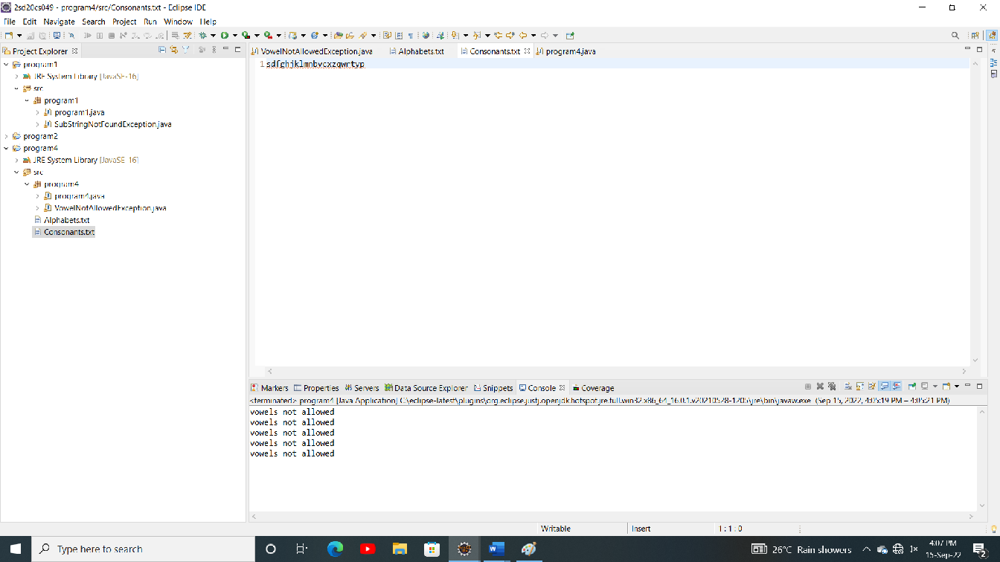 2sd20cs049 - program4/src/Consonants.txt - Eclipse IDE
File Edit Navigate Search Project Run Window Help
Project Explorer
program1
JRE System Library [JavaSE-16]
src
program1
program1.java
SubStringNotFoundException.java
program2
program4
JRE System Library [JavaSE-16]
src
program4
program4.java
VowelNotAllowedException.java
Alphabets.txt
Consonants.txt
VowelNotAllowedException.java Alphabets.txt Consonants.txt program4.java
1 sdfghjklmnbvcxzqwrtyp
Markers Properties Servers Data Source Explorer Snippets Console Coverage
<terminated> program4 [Java Application] C:\eclipse-latest\plugins\org.eclipse.justj.openjdk.hotspot.jre.full.win32.x86_64_16.0.1.v20210528-1205\jre\bin\javaw.exe (Sep 15, 2022, 4:05:19 PM – 4:05:21 PM)
vowels not allowed
vowels not allowed
vowels not allowed
vowels not allowed
vowels not allowed
Writable Insert 1 : 1 : 0
Type here to search
26°C Rain showers
4:07 PM
15-Sep-22
2